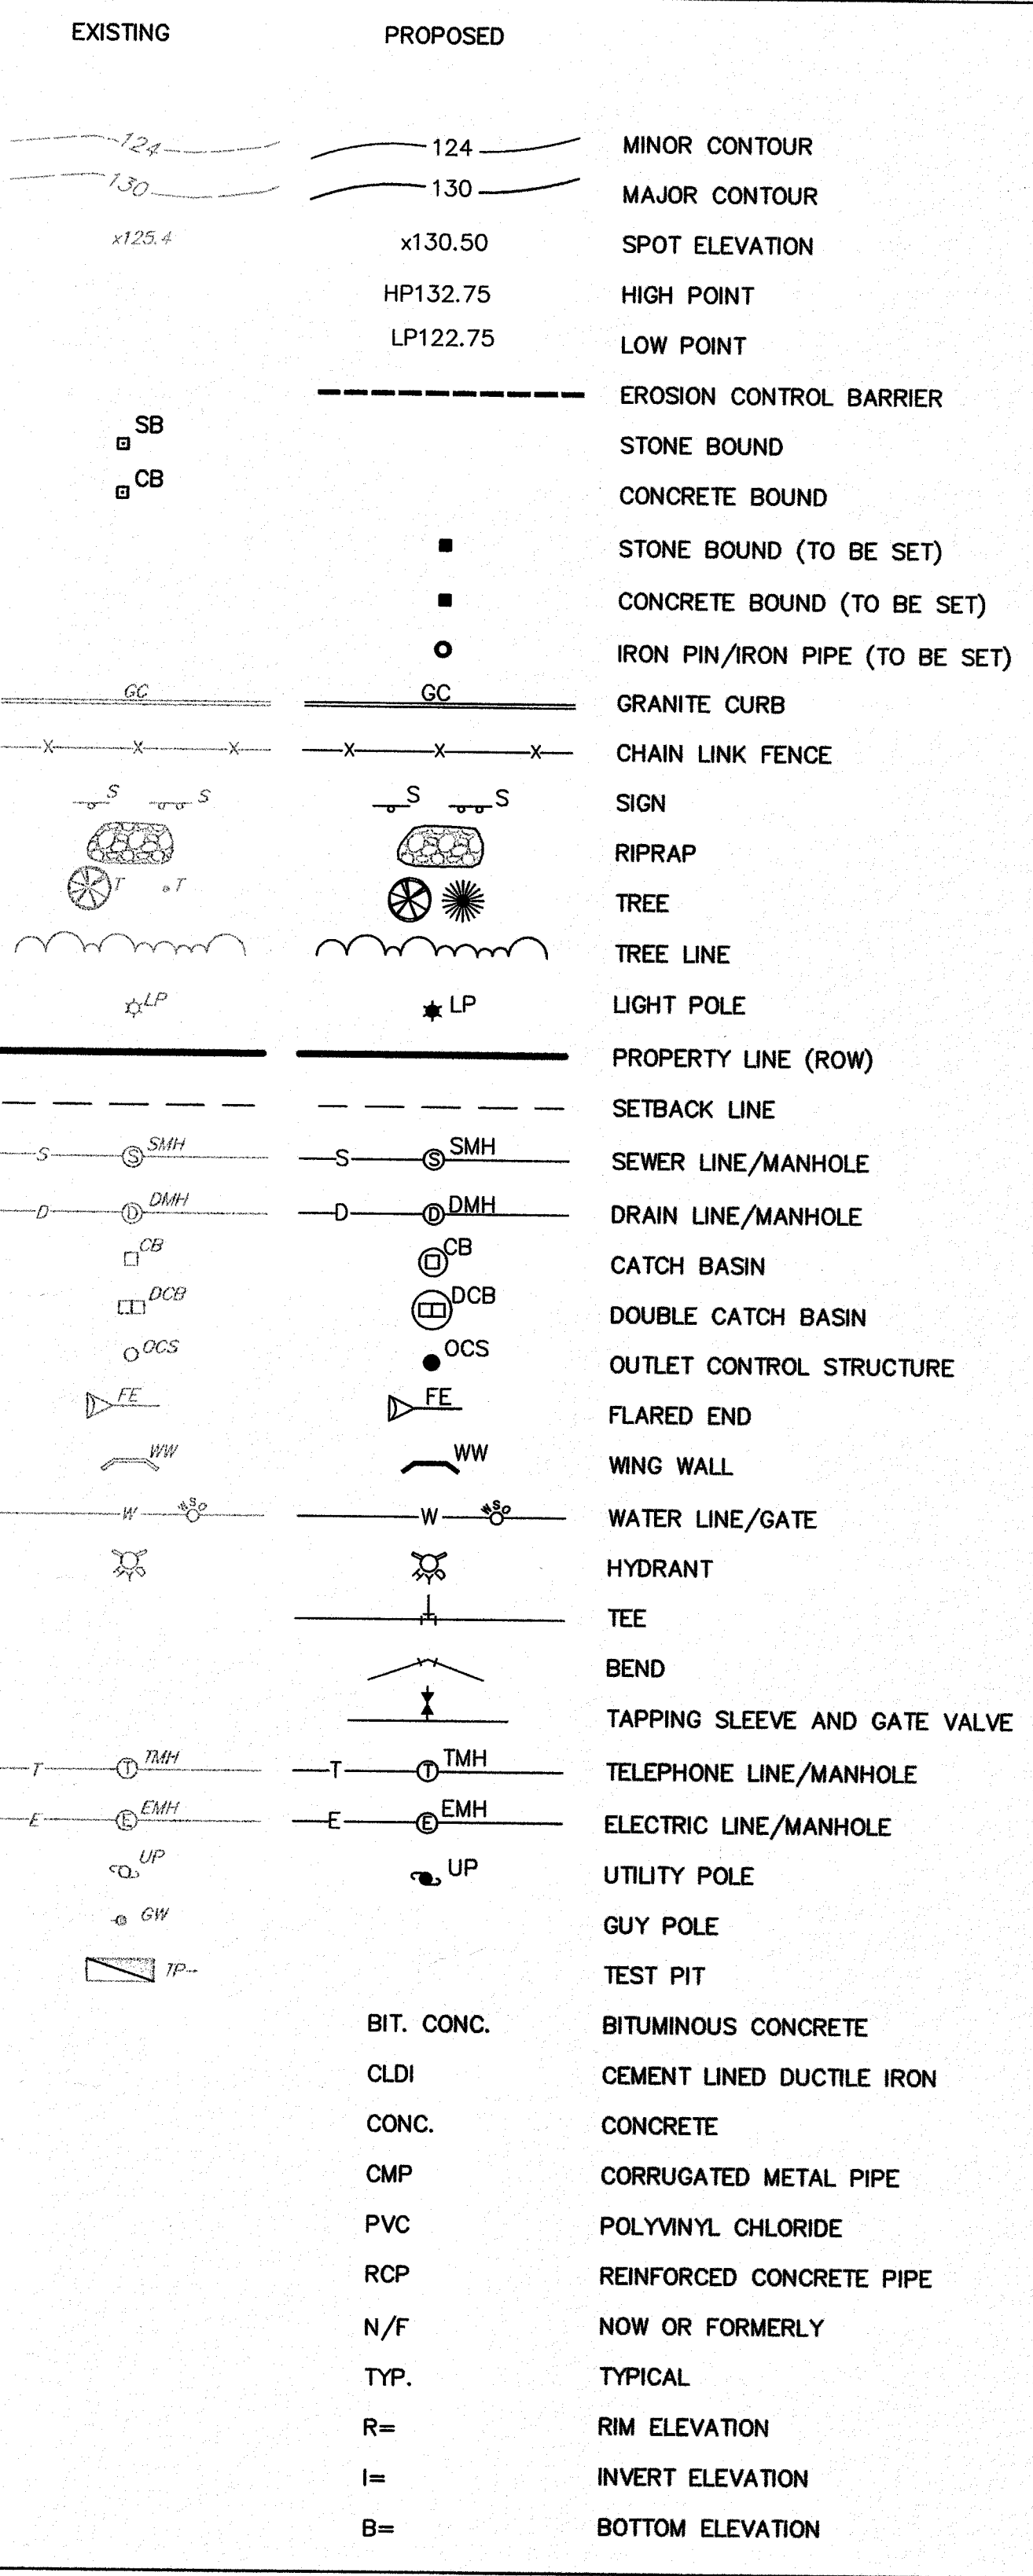 EXISTING PROPOSED
124 124 MINOR CONTOUR
130 130 MAJOR CONTOUR
x125.4 x130.50 SPOT ELEVATION
HP132.75 HIGH POINT
LP122.75 LOW POINT
EROSION CONTROL BARRIER
SB STONE BOUND
CB CONCRETE BOUND
STONE BOUND (TO BE SET)
CONCRETE BOUND (TO BE SET)
IRON PIN/IRON PIPE (TO BE SET)
GC GC GRANITE CURB
X X X X X X CHAIN LINK FENCE
S S S S SIGN
RIPRAP
T T TREE
TREE LINE
LP LP LIGHT POLE
PROPERTY LINE (ROW)
SETBACK LINE
S S SMH S S SMH SEWER LINE/MANHOLE
D D DMH D D DMH DRAIN LINE/MANHOLE
CB CB CATCH BASIN
DCB DCB DOUBLE CATCH BASIN
OCS OCS OUTLET CONTROL STRUCTURE
FE FE FLARED END
WW WW WING WALL
W WSO W WSO WATER LINE/GATE
HYDRANT
TEE
BEND
TAPPING SLEEVE AND GATE VALVE
T T TMH T T TMH TELEPHONE LINE/MANHOLE
E E EMH E E EMH ELECTRIC LINE/MANHOLE
UP UP UTILITY POLE
GW GUY POLE
TP-- TEST PIT
BIT. CONC. BITUMINOUS CONCRETE
CLDI CEMENT LINED DUCTILE IRON
CONC. CONCRETE
CMP CORRUGATED METAL PIPE
PVC POLYVINYL CHLORIDE
RCP REINFORCED CONCRETE PIPE
N/F NOW OR FORMERLY
TYP. TYPICAL
R= RIM ELEVATION
I= INVERT ELEVATION
B= BOTTOM ELEVATION